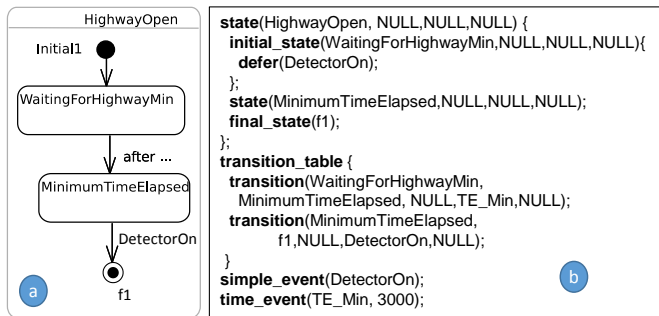 HighwayOpen
Initial1
WaitingForHighwayMin
after ...
MinimumTimeElapsed
DetectorOn
f1
a
state(HighwayOpen, NULL,NULL,NULL) {
initial_state(WaitingForHighwayMin,NULL,NULL,NULL){
defer(DetectorOn);
};
state(MinimumTimeElapsed,NULL,NULL,NULL);
final_state(f1);
};
transition_table {
transition(WaitingForHighwayMin,
MinimumTimeElapsed, NULL,TE_Min,NULL);
transition(MinimumTimeElapsed,
f1,NULL,DetectorOn,NULL);
}
simple_event(DetectorOn);
time_event(TE_Min, 3000);
b